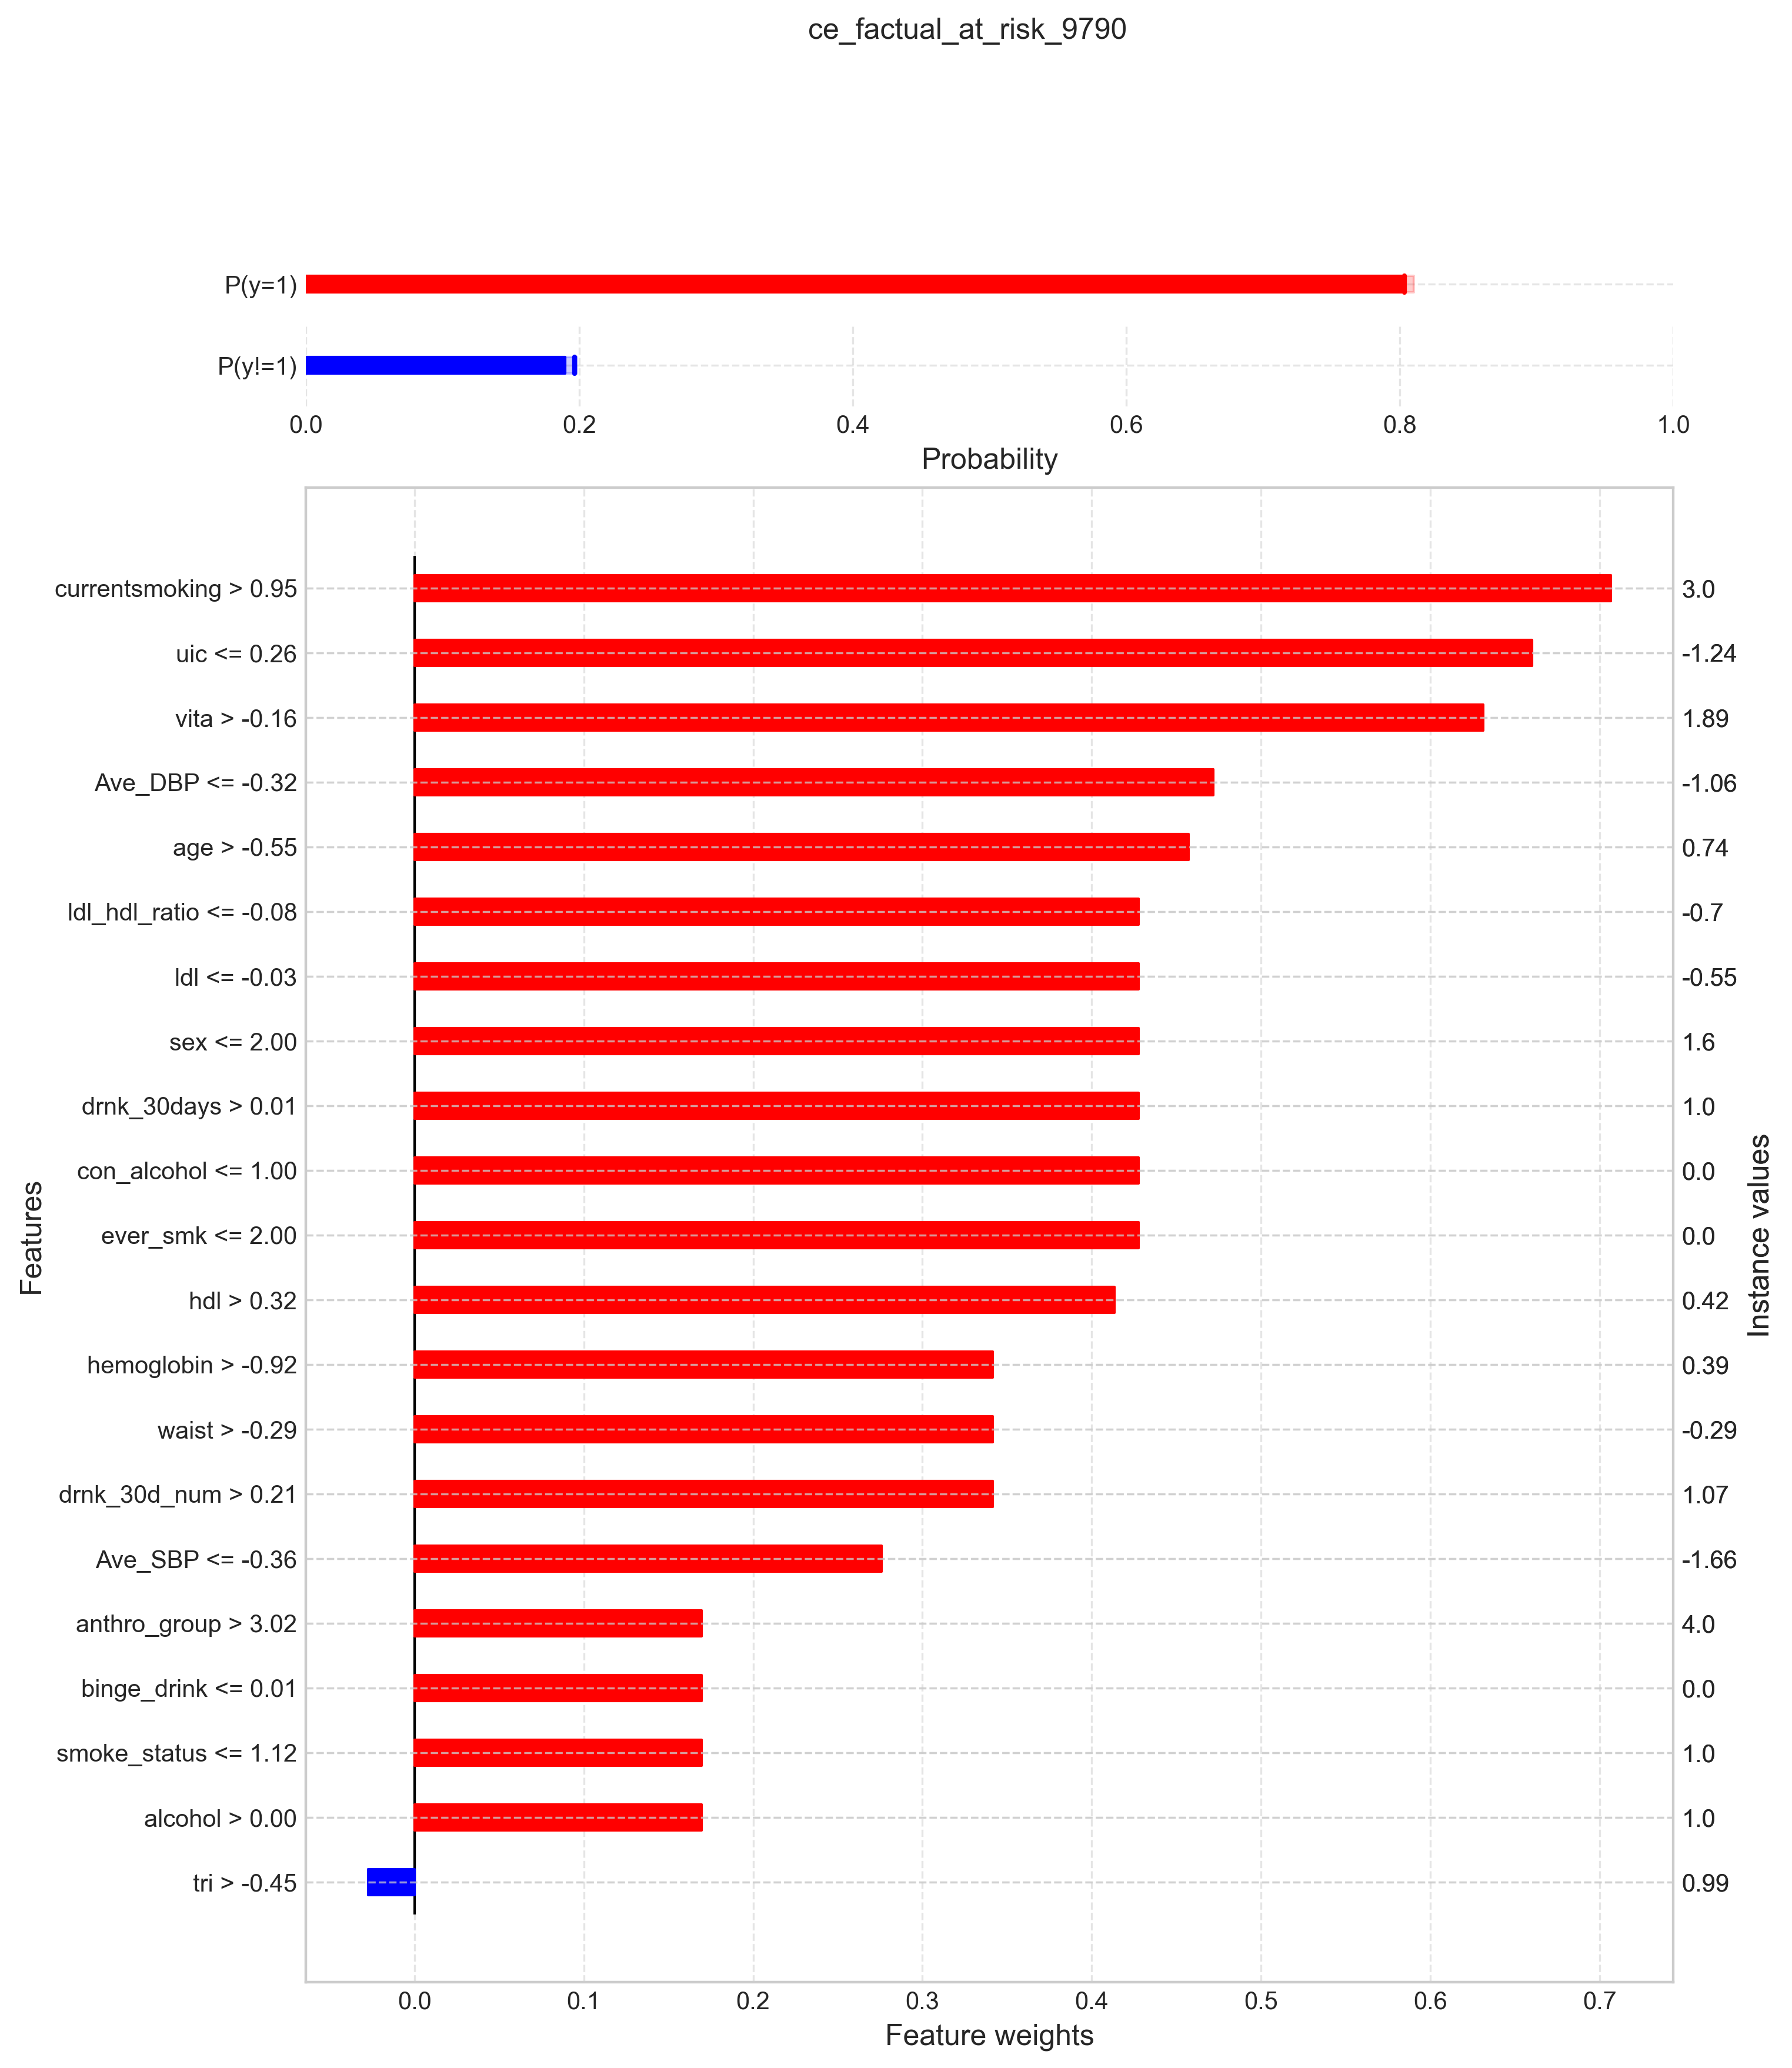 ce_factual_at_risk_9790
P(y=1)
P(y!=1)
0.0 0.2 0.4 0.6 0.8 1.0
Probability
currentsmoking > 0.95 3.0
uic <= 0.26 -1.24
vita > -0.16 1.89
Ave_DBP <= -0.32 -1.06
age > -0.55 0.74
ldl_hdl_ratio <= -0.08 -0.7
ldl <= -0.03 -0.55
sex <= 2.00 1.6
drnk_30days > 0.01 1.0
con_alcohol <= 1.00 0.0
ever_smk <= 2.00 0.0
hdl > 0.32 0.42
hemoglobin > -0.92 0.39
waist > -0.29 -0.29
drnk_30d_num > 0.21 1.07
Ave_SBP <= -0.36 -1.66
anthro_group > 3.02 4.0
binge_drink <= 0.01 0.0
smoke_status <= 1.12 1.0
alcohol > 0.00 1.0
tri > -0.45 0.99
Features
Instance values
0.0 0.1 0.2 0.3 0.4 0.5 0.6 0.7
Feature weights